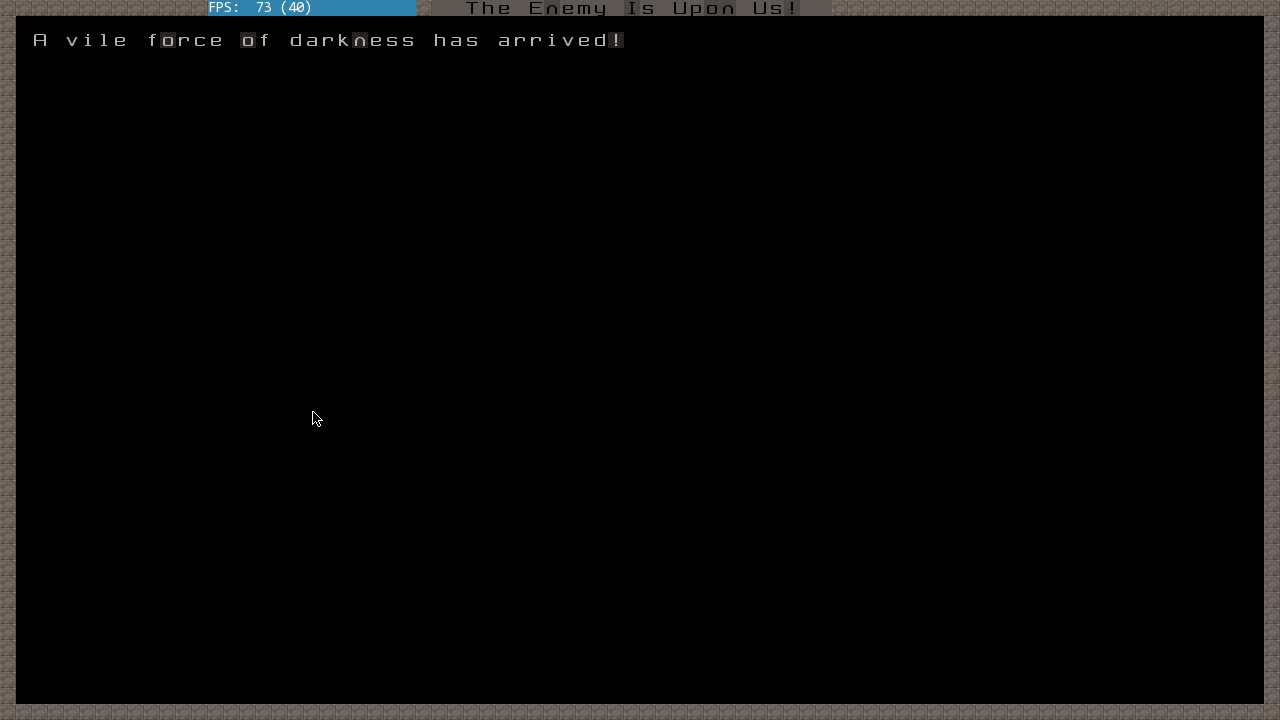 FPS: 73 (40)
The Enemy Is Upon Us!
A vile force of darkness has arrived!